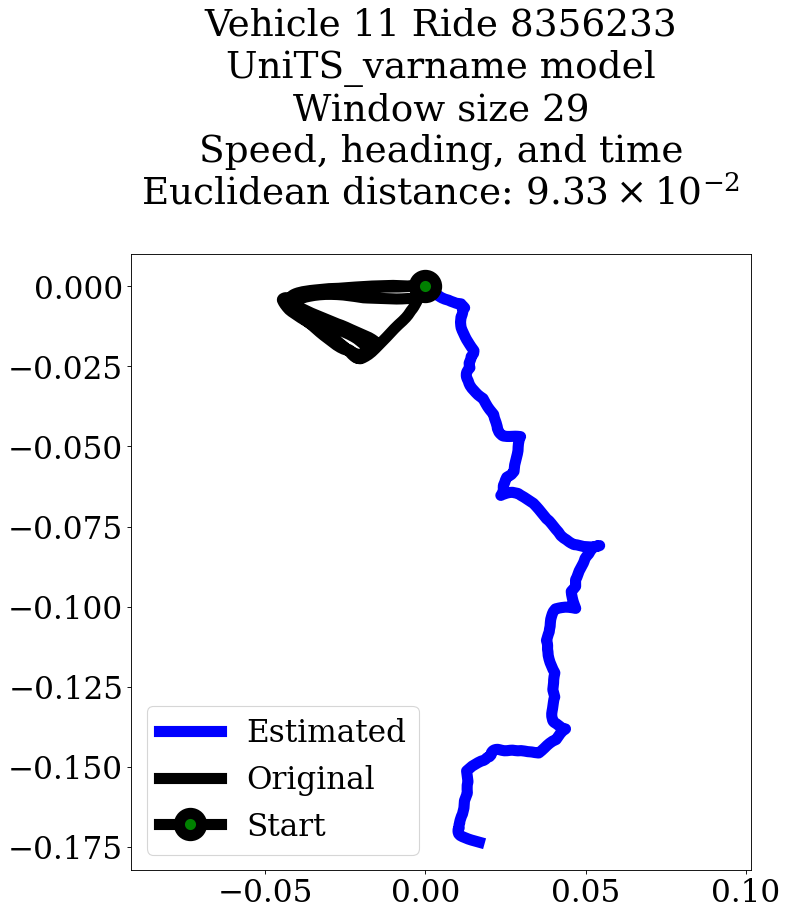 Vehicle 11 Ride 8356233
UniTS_varname model
Window size 29
Speed, heading, and time
Euclidean distance: 9.33 × 10⁻²
0.000
−0.025
−0.050
−0.075
−0.100
−0.125
−0.150
−0.175
Estimated
Original
Start
−0.05 0.00 0.05 0.10